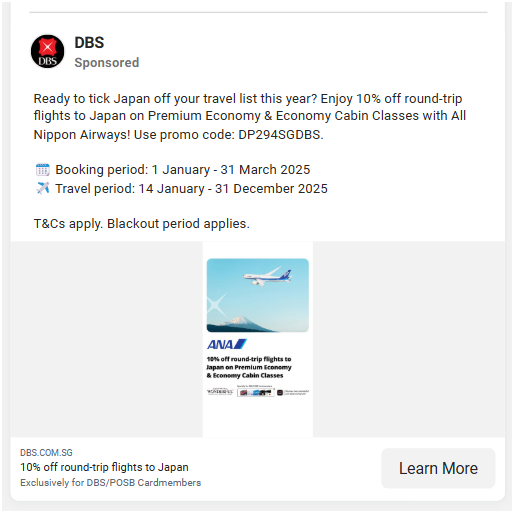 DBS
DBS
Sponsored
Ready to tick Japan off your travel list this year? Enjoy 10% off round-trip
flights to Japan on Premium Economy & Economy Cabin Classes with All
Nippon Airways! Use promo code: DP294SGDBS.
Booking period: 1 January - 31 March 2025
Travel period: 14 January - 31 December 2025
T&Cs apply. Blackout period applies.
ANA
10% off round-trip flights to
Japan on Premium Economy
& Economy Cabin Classes
DBS.COM.SG
10% off round-trip flights to Japan
Exclusively for DBS/POSB Cardmembers
Learn More